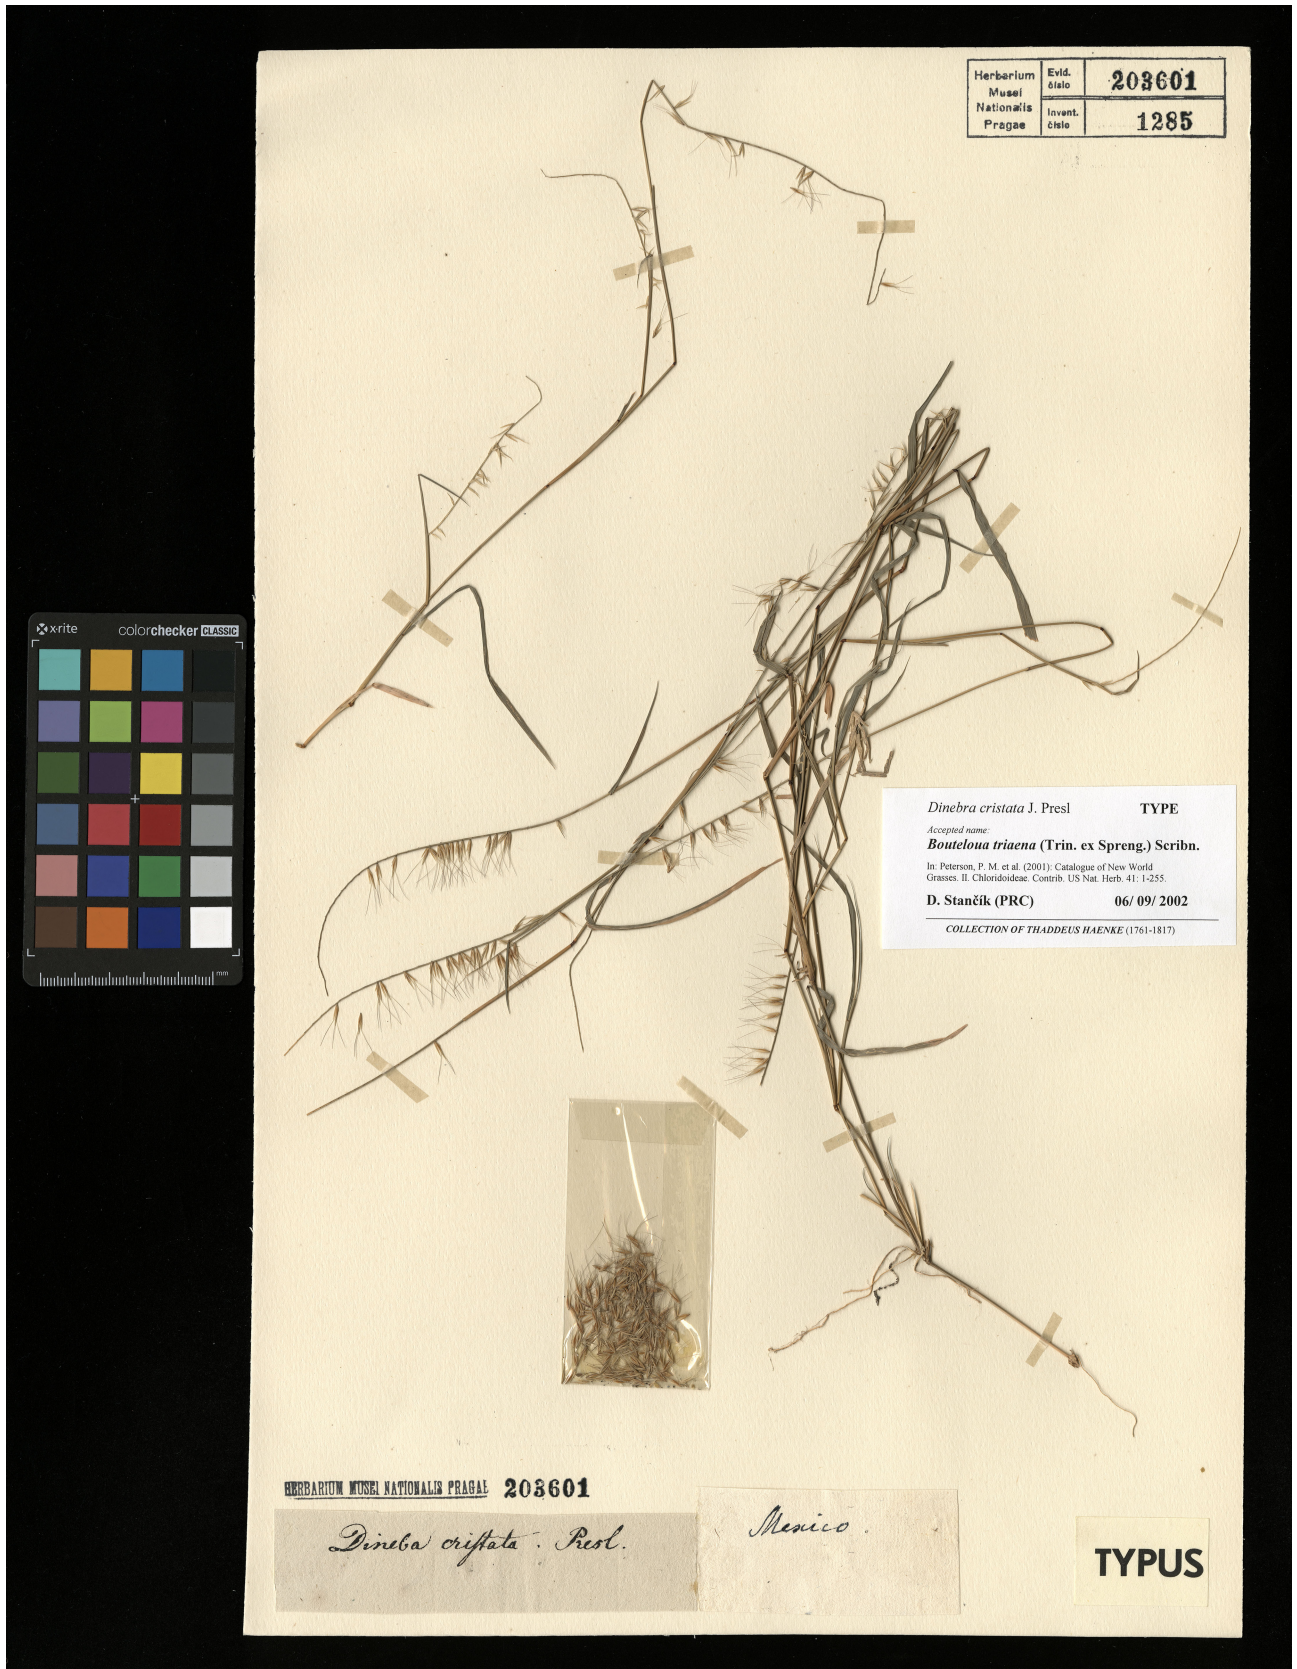 Herbarium
Musei
Nationalis
Pragae
Evid.
číslo
203601
Invent.
číslo
1285
x-rite
colorchecker CLASSIC
mm
Dinebra cristata J. Presl TYPE
Accepted name:
Bouteloua triaena (Trin. ex Spreng.) Scribn.
In: Peterson, P. M. et al. (2001): Catalogue of New World
Grasses. II. Chloridoideae. Contrib. US Nat. Herb. 41: 1-255.
D. Stančík (PRC) 06/ 09/ 2002
COLLECTION OF THADDEUS HAENKE (1761-1817)
HERBARIUM MUSEI NATIONALIS PRAGAE 203601
Dineba criſtata. Presl.
Mexico.
TYPUS